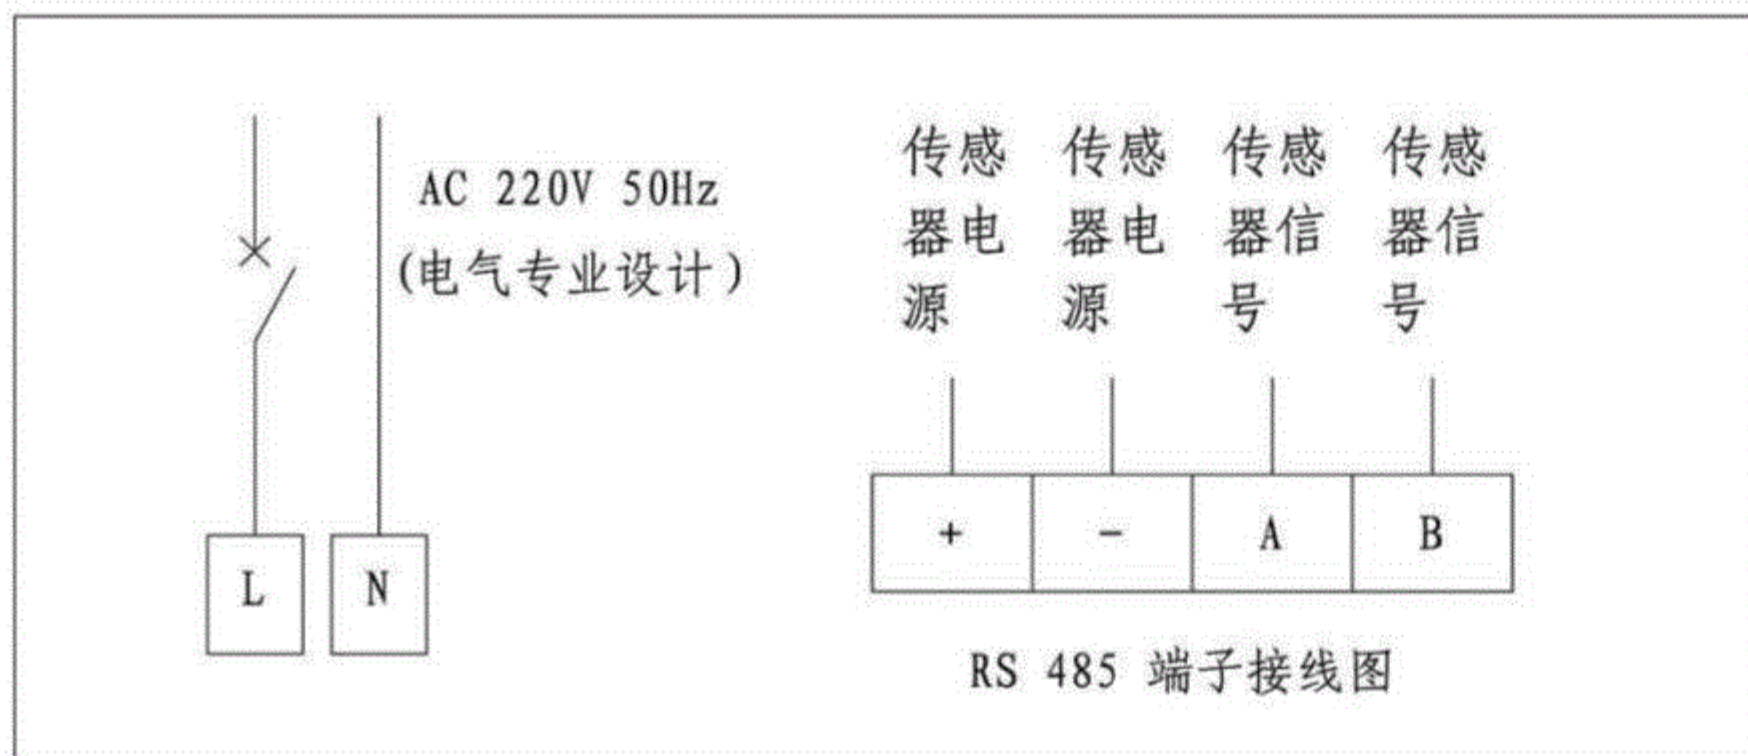 AC 220V 50Hz
(电气专业设计)
传感
器电
源
传感
器电
源
传感
器信
号
传感
器信
号
L
N
+
-
A
B
RS 485 端子接线图